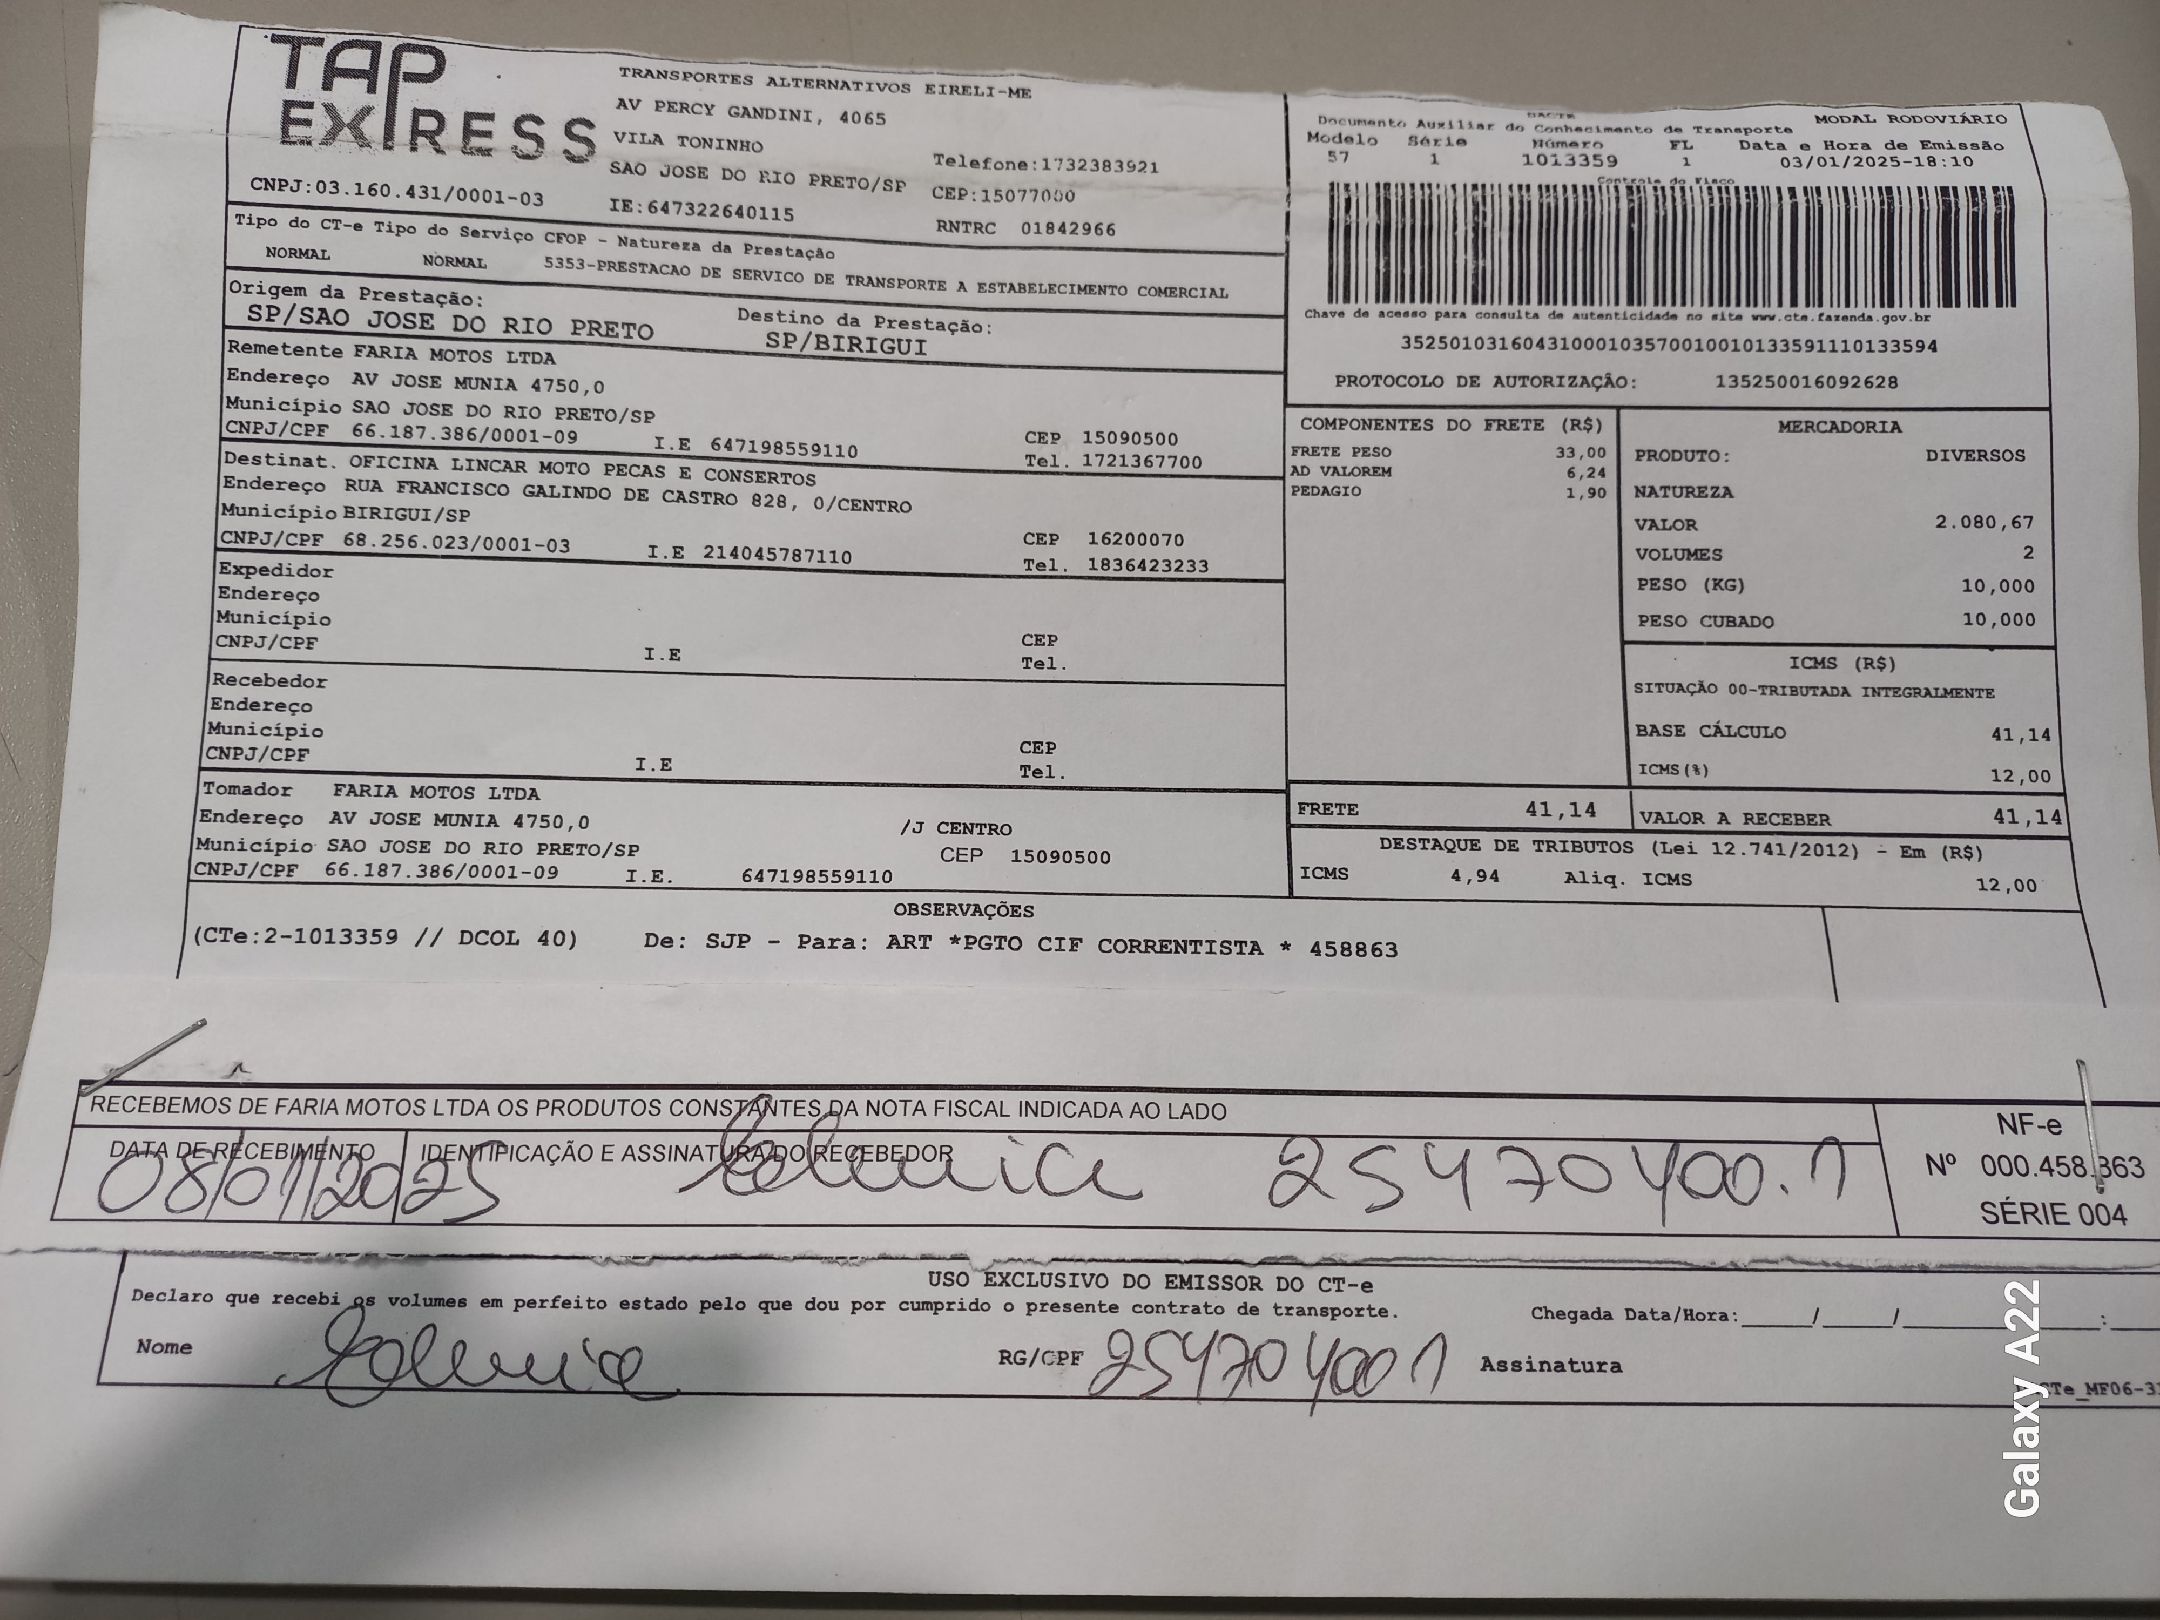 TAP EXPRESS
TRANSPORTES ALTERNATIVOS EIRELI-ME
AV PERCY GANDINI, 4065
VILA TONINHO
SAO JOSE DO RIO PRETO/SP
Telefone:1732383921
CEP:15077000
CNPJ:03.160.431/0001-03
IE:647322640115
RNTRC 01842966
DACTE
Documento Auxiliar do Conhecimento de Transporte
MODAL RODOVIÁRIO
Modelo Série Número FL Data e Hora de Emissão
57 1 1013359 1 03/01/2025-18:10
Controle do Fisco
Chave de acesso para consulta de autenticidade no site www.cte.fazenda.gov.br
35250103160431000103570010010133591110133594
PROTOCOLO DE AUTORIZAÇÃO: 135250016092628
Tipo do CT-e Tipo do Serviço CFOP - Natureza da Prestação
NORMAL NORMAL 5353-PRESTACAO DE SERVICO DE TRANSPORTE A ESTABELECIMENTO COMERCIAL
Origem da Prestação:
SP/SAO JOSE DO RIO PRETO
Destino da Prestação:
SP/BIRIGUI
Remetente FARIA MOTOS LTDA
Endereço AV JOSE MUNIA 4750,0
Município SAO JOSE DO RIO PRETO/SP
CEP 15090500
CNPJ/CPF 66.187.386/0001-09 I.E 647198559110
Tel. 1721367700
Destinat. OFICINA LINCAR MOTO PECAS E CONSERTOS
Endereço RUA FRANCISCO GALINDO DE CASTRO 828, 0/CENTRO
Município BIRIGUI/SP
CEP 16200070
CNPJ/CPF 68.256.023/0001-03 I.E 214045787110
Tel. 1836423233
Expedidor
Endereço
Município
CEP
CNPJ/CPF I.E
Tel.
Recebedor
Endereço
Município
CEP
CNPJ/CPF I.E
Tel.
Tomador FARIA MOTOS LTDA
Endereço AV JOSE MUNIA 4750,0 /J CENTRO
Município SAO JOSE DO RIO PRETO/SP CEP 15090500
CNPJ/CPF 66.187.386/0001-09 I.E. 647198559110
COMPONENTES DO FRETE (R$)
FRETE PESO 33,00
AD VALOREM 6,24
PEDAGIO 1,90
MERCADORIA
PRODUTO: DIVERSOS
NATUREZA
VALOR 2.080,67
VOLUMES 2
PESO (KG) 10,000
PESO CUBADO 10,000
ICMS (R$)
SITUAÇÃO 00-TRIBUTADA INTEGRALMENTE
BASE CÁLCULO 41,14
ICMS(%) 12,00
FRETE 41,14
VALOR A RECEBER 41,14
DESTAQUE DE TRIBUTOS (Lei 12.741/2012) - Em (R$)
ICMS 4,94 Aliq. ICMS 12,00
OBSERVAÇÕES
(CTe:2-1013359 // DCOL 40) De: SJP - Para: ART *PGTO CIF CORRENTISTA * 458863
RECEBEMOS DE FARIA MOTOS LTDA OS PRODUTOS CONSTANTES DA NOTA FISCAL INDICADA AO LADO
DATA DE RECEBIMENTO
IDENTIFICAÇÃO E ASSINATURA DO RECEBEDOR
08/01/2025 25470400.1
NF-e
Nº 000.458.863
SÉRIE 004
USO EXCLUSIVO DO EMISSOR DO CT-e
Declaro que recebi os volumes em perfeito estado pelo que dou por cumprido o presente contrato de transporte.
Chegada Data/Hora:____/____/______:___
Nome
RG/CPF 254704001
Assinatura
CTe_MF06-31
Galaxy A22